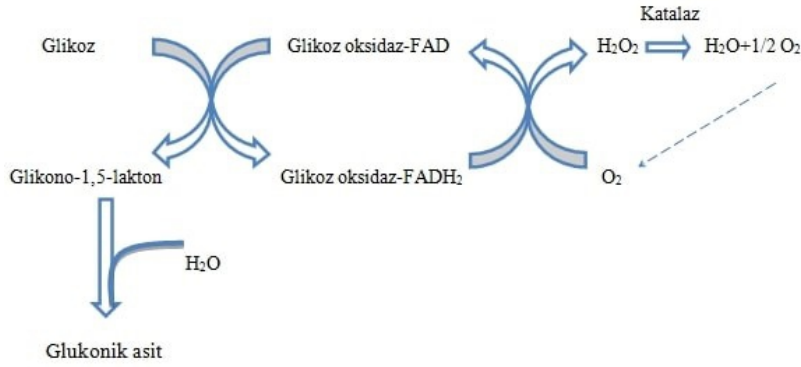 Katalaz
Glikoz
Glikoz oksidaz-FAD
H₂O₂
H₂O+1/2 O₂
Glikono-1,5-lakton
Glikoz oksidaz-FADH₂
O₂
H₂O
Glukonik asit